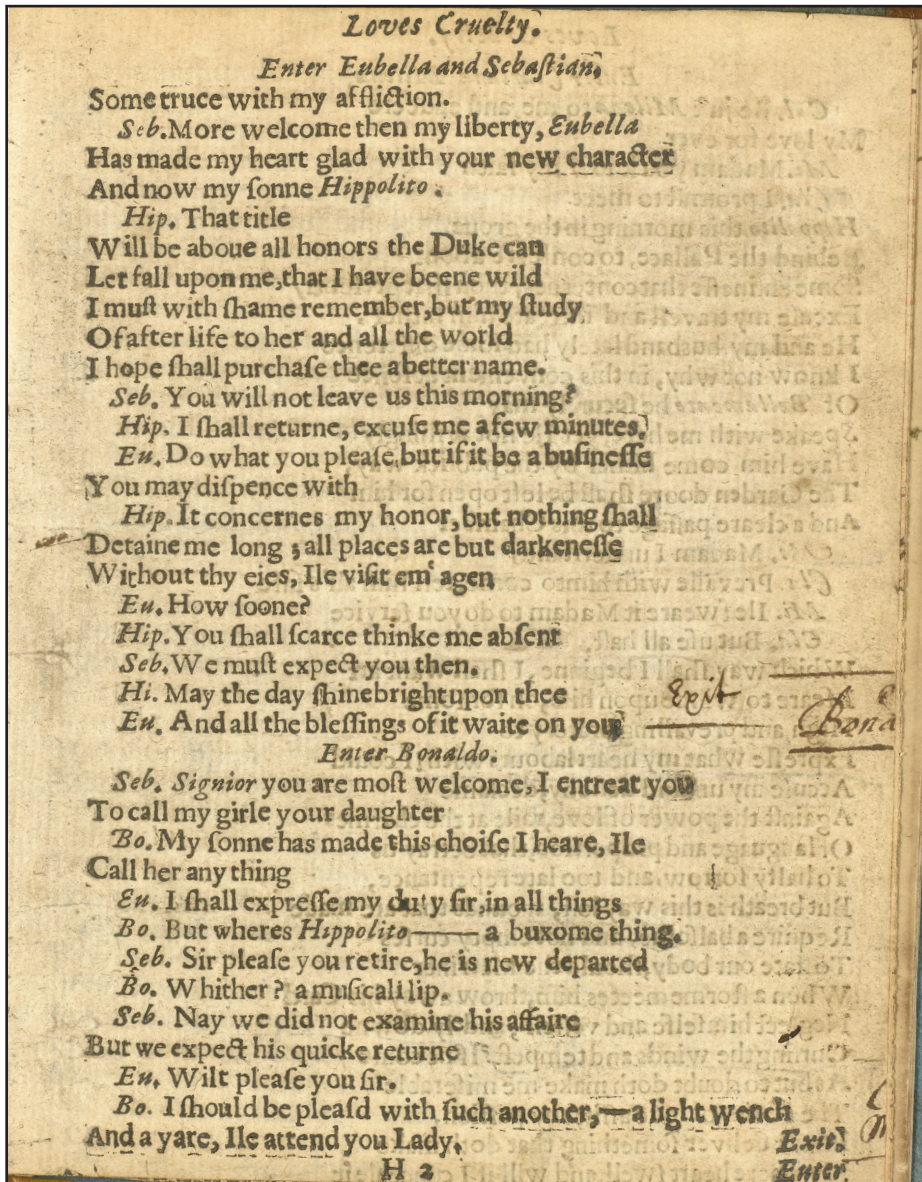 Loves Cruelty.
Enter Eubella and Sebaſtian.
Some truce with my affliction.
Seb. More welcome then my liberty, Eubella
Has made my heart glad with your new character
And now my ſonne Hippolito.
Hip. That title
Will be aboue all honors the Duke can
Let fall upon me, that I have beene wild
I muſt with ſhame remember, but my ſtudy
Of after life to her and all the world
I hope ſhall purchaſe thee a better name.
Seb. You will not leave us this morning?
Hip. I ſhall returne, excuſe me a few minutes.
Eu. Do what you pleaſe, but if it be a buſineſſe
You may diſpence with
Hip. It concernes my honor, but nothing ſhall
Detaine me long; all places are but darkeneſſe
Without thy eies, Ile viſit em' agen
Eu. How ſoone?
Hip. You ſhall ſcarce thinke me abſent
Seb. We muſt expect you then.
Hi. May the day ſhine bright upon thee
Exit
Eu. And all the bleſſings of it waite on you
Bona
Enter Bonaldo.
Seb. Signior you are moſt welcome, I entreat you
To call my girle your daughter
Bo. My ſonne has made this choiſe I heare, Ile
Call her any thing
Eu. I ſhall expreſſe my duty ſir, in all things
Bo. But wheres Hippolito—— a buxome thing.
Seb. Sir pleaſe you retire, he is new departed
Bo. Whither? a muſicall lip.
Seb. Nay we did not examine his affaire
But we expect his quicke returne
Eu. Wilt pleaſe you ſir.
Bo. I ſhould be pleaſd with ſuch another,—a light wench
And a yare, Ile attend you Lady. Exit.
H 2 Enter